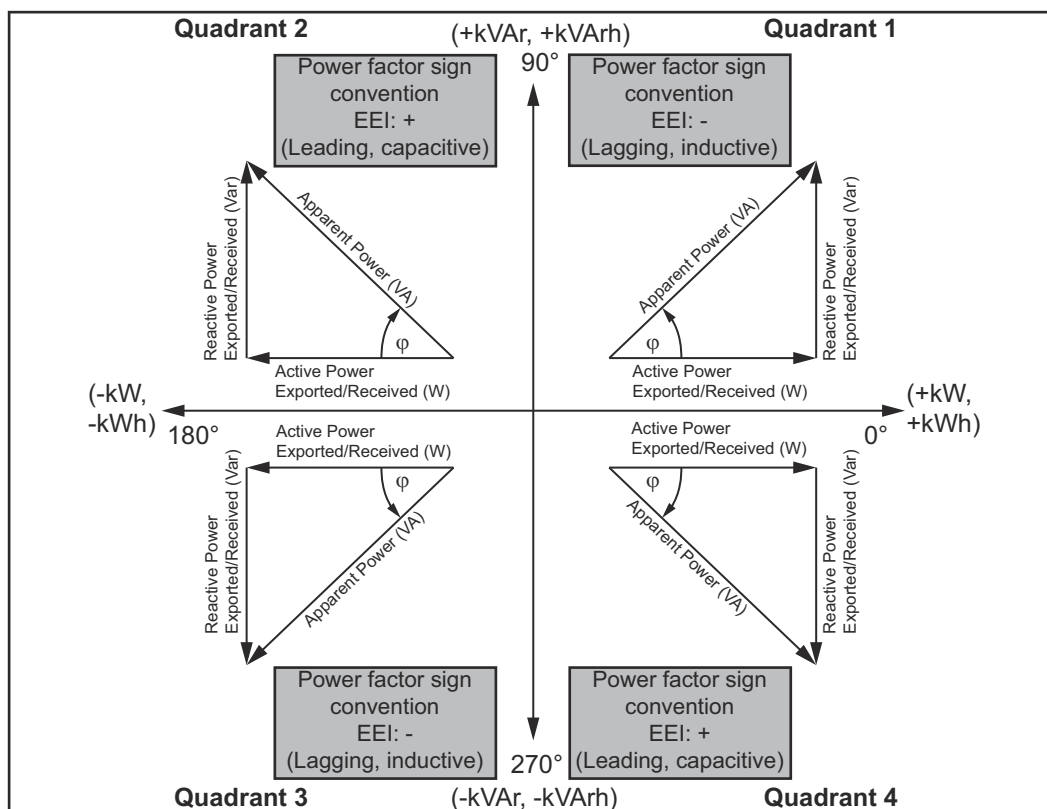 Quadrant 2
(+kVAr, +kVArh)
Quadrant 1
90°
Power factor sign
convention
EEI: +
(Leading, capacitive)
Power factor sign
convention
EEI: -
(Lagging, inductive)
Reactive Power
Exported/Received (Var)
Apparent Power (VA)
φ
Active Power
Exported/Received (W)
Apparent Power (VA)
Reactive Power
Exported/Received (Var)
φ
Active Power
Exported/Received (W)
(-kW,
-kWh)
180°
(+kW,
+kWh)
0°
Active Power
Exported/Received (W)
φ
Reactive Power
Exported/Received (Var)
Apparent Power (VA)
Active Power
Exported/Received (W)
φ
Apparent Power (VA)
Reactive Power
Exported/Received (Var)
Power factor sign
convention
EEI: -
(Lagging, inductive)
Power factor sign
convention
EEI: +
(Leading, capacitive)
270°
Quadrant 3
(-kVAr, -kVArh)
Quadrant 4